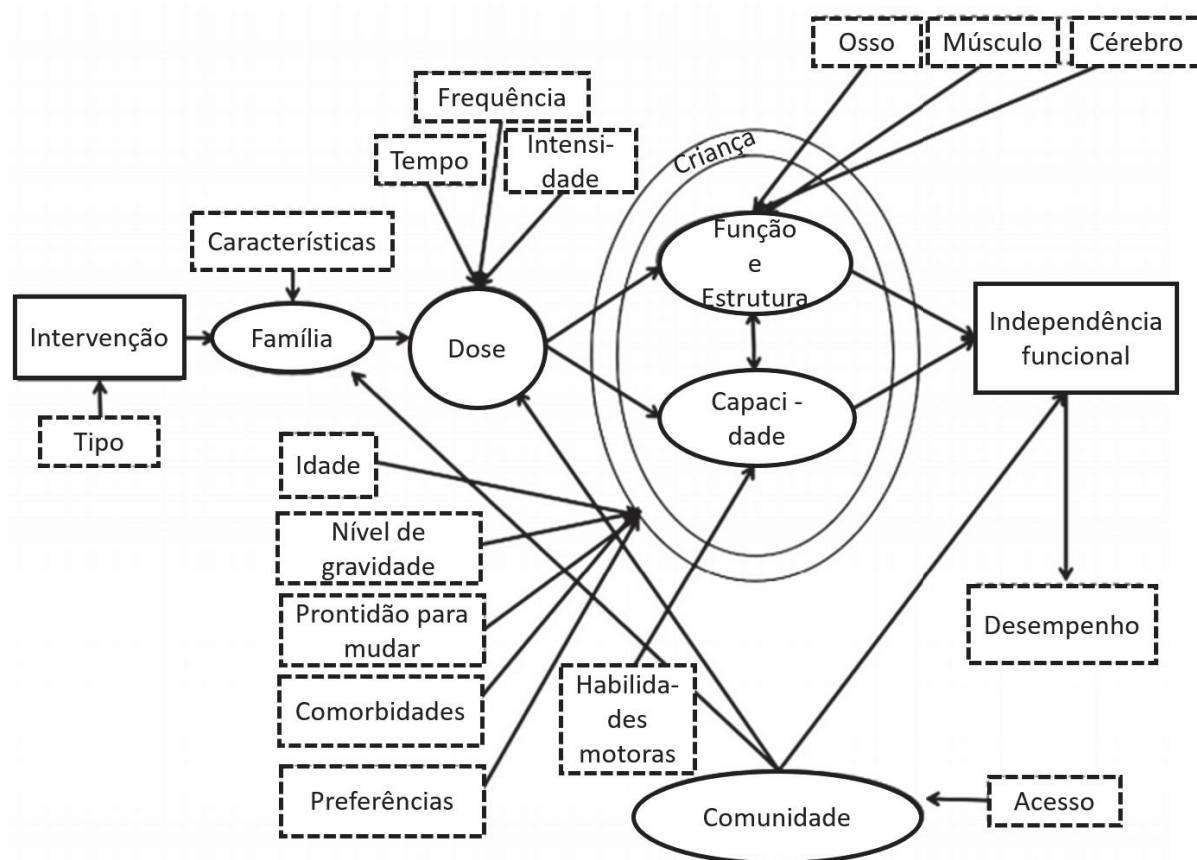 Osso
Músculo
Cérebro
Frequência
Tempo
Intensi-
dade
Criança
Características
Função
e
Estrutura
Intervenção
Família
Dose
Independência
funcional
Capaci - 
dade
Tipo
Idade
Nível de
gravidade
Prontidão para
mudar
Desempenho
Comorbidades
Habilida-
des
motoras
Preferências
Comunidade
Acesso